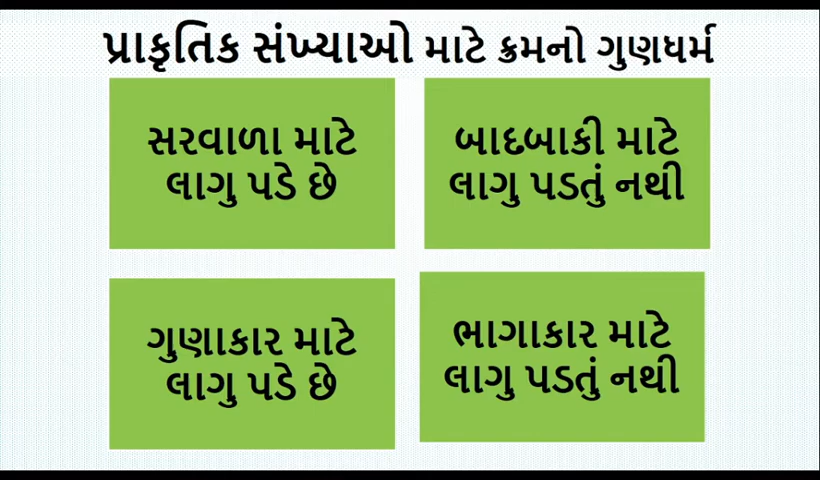 પ્રાકૃતિક સંખ્યાઓ માટે ક્રમનો ગુણધર્મ
સરવાળા માટે
લાગુ પડે છે
બાદબાકી માટે
લાગુ પડતું નથી
ગુણાકાર માટે
લાગુ પડે છે
ભાગાકાર માટે
લાગુ પડતું નથી